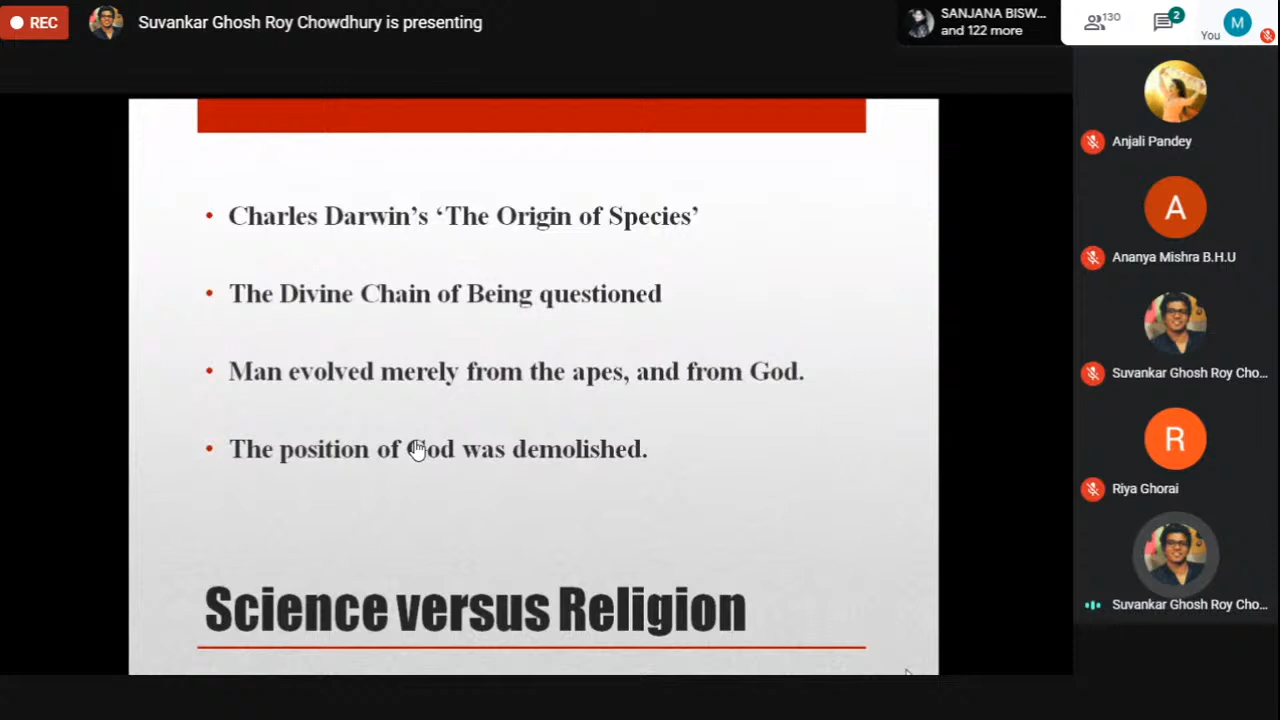 REC
Suvankar Ghosh Roy Chowdhury is presenting
SANJANA BISW...
and 122 more
130
2
You
M
Anjali Pandey
A
Ananya Mishra B.H.U
Suvankar Ghosh Roy Cho...
R
Riya Ghorai
Suvankar Ghosh Roy Cho...
• Charles Darwin’s ‘The Origin of Species’
• The Divine Chain of Being questioned
• Man evolved merely from the apes, and from God.
• The position of God was demolished.
Science versus Religion